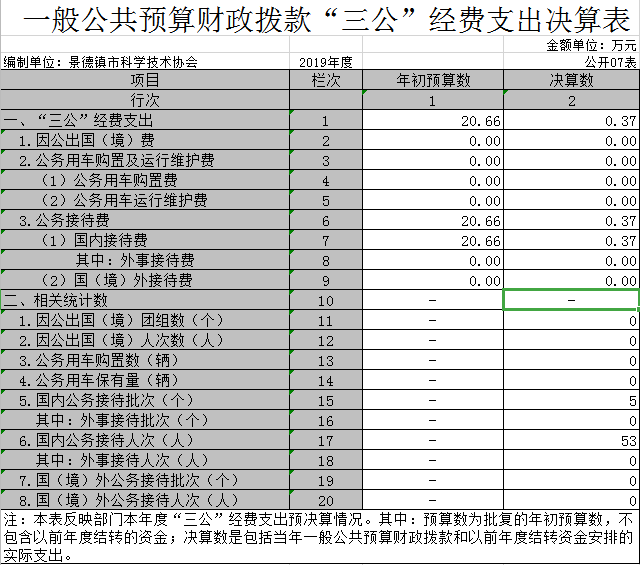 一般公共预算财政拨款“三公”经费支出决算表
金额单位：万元
编制单位：景德镇市科学技术协会 2019年度 公开07表
项目 栏次 年初预算数 决算数
行次 1 2
一、“三公”经费支出 1 20.66 0.37
1.因公出国（境）费 2 0.00 0.00
2.公务用车购置及运行维护费 3 0.00 0.00
（1）公务用车购置费 4 0.00 0.00
（2）公务用车运行维护费 5 0.00 0.00
3.公务接待费 6 20.66 0.37
（1）国内接待费 7 20.66 0.37
其中：外事接待费 8 0.00 0.00
（2）国（境）外接待费 9 0.00 0.00
二、相关统计数 10 — —
1.因公出国（境）团组数（个） 11 — 0
2.因公出国（境）人次数（人） 12 — 0
3.公务用车购置数（辆） 13 — 0
4.公务用车保有量（辆） 14 — 0
5.国内公务接待批次（个） 15 — 5
其中：外事接待批次（个） 16 — 0
6.国内公务接待人次（人） 17 — 53
其中：外事接待人次（人） 18 — 0
7.国（境）外公务接待批次（个） 19 — 0
8.国（境）外公务接待人次（人） 20 — 0
注：本表反映部门本年度“三公”经费支出预决算情况。其中：预算数为批复的年初预算数，不
包含以前年度结转的资金；决算数是包括当年一般公共预算财政拨款和以前年度结转资金安排的
实际支出。